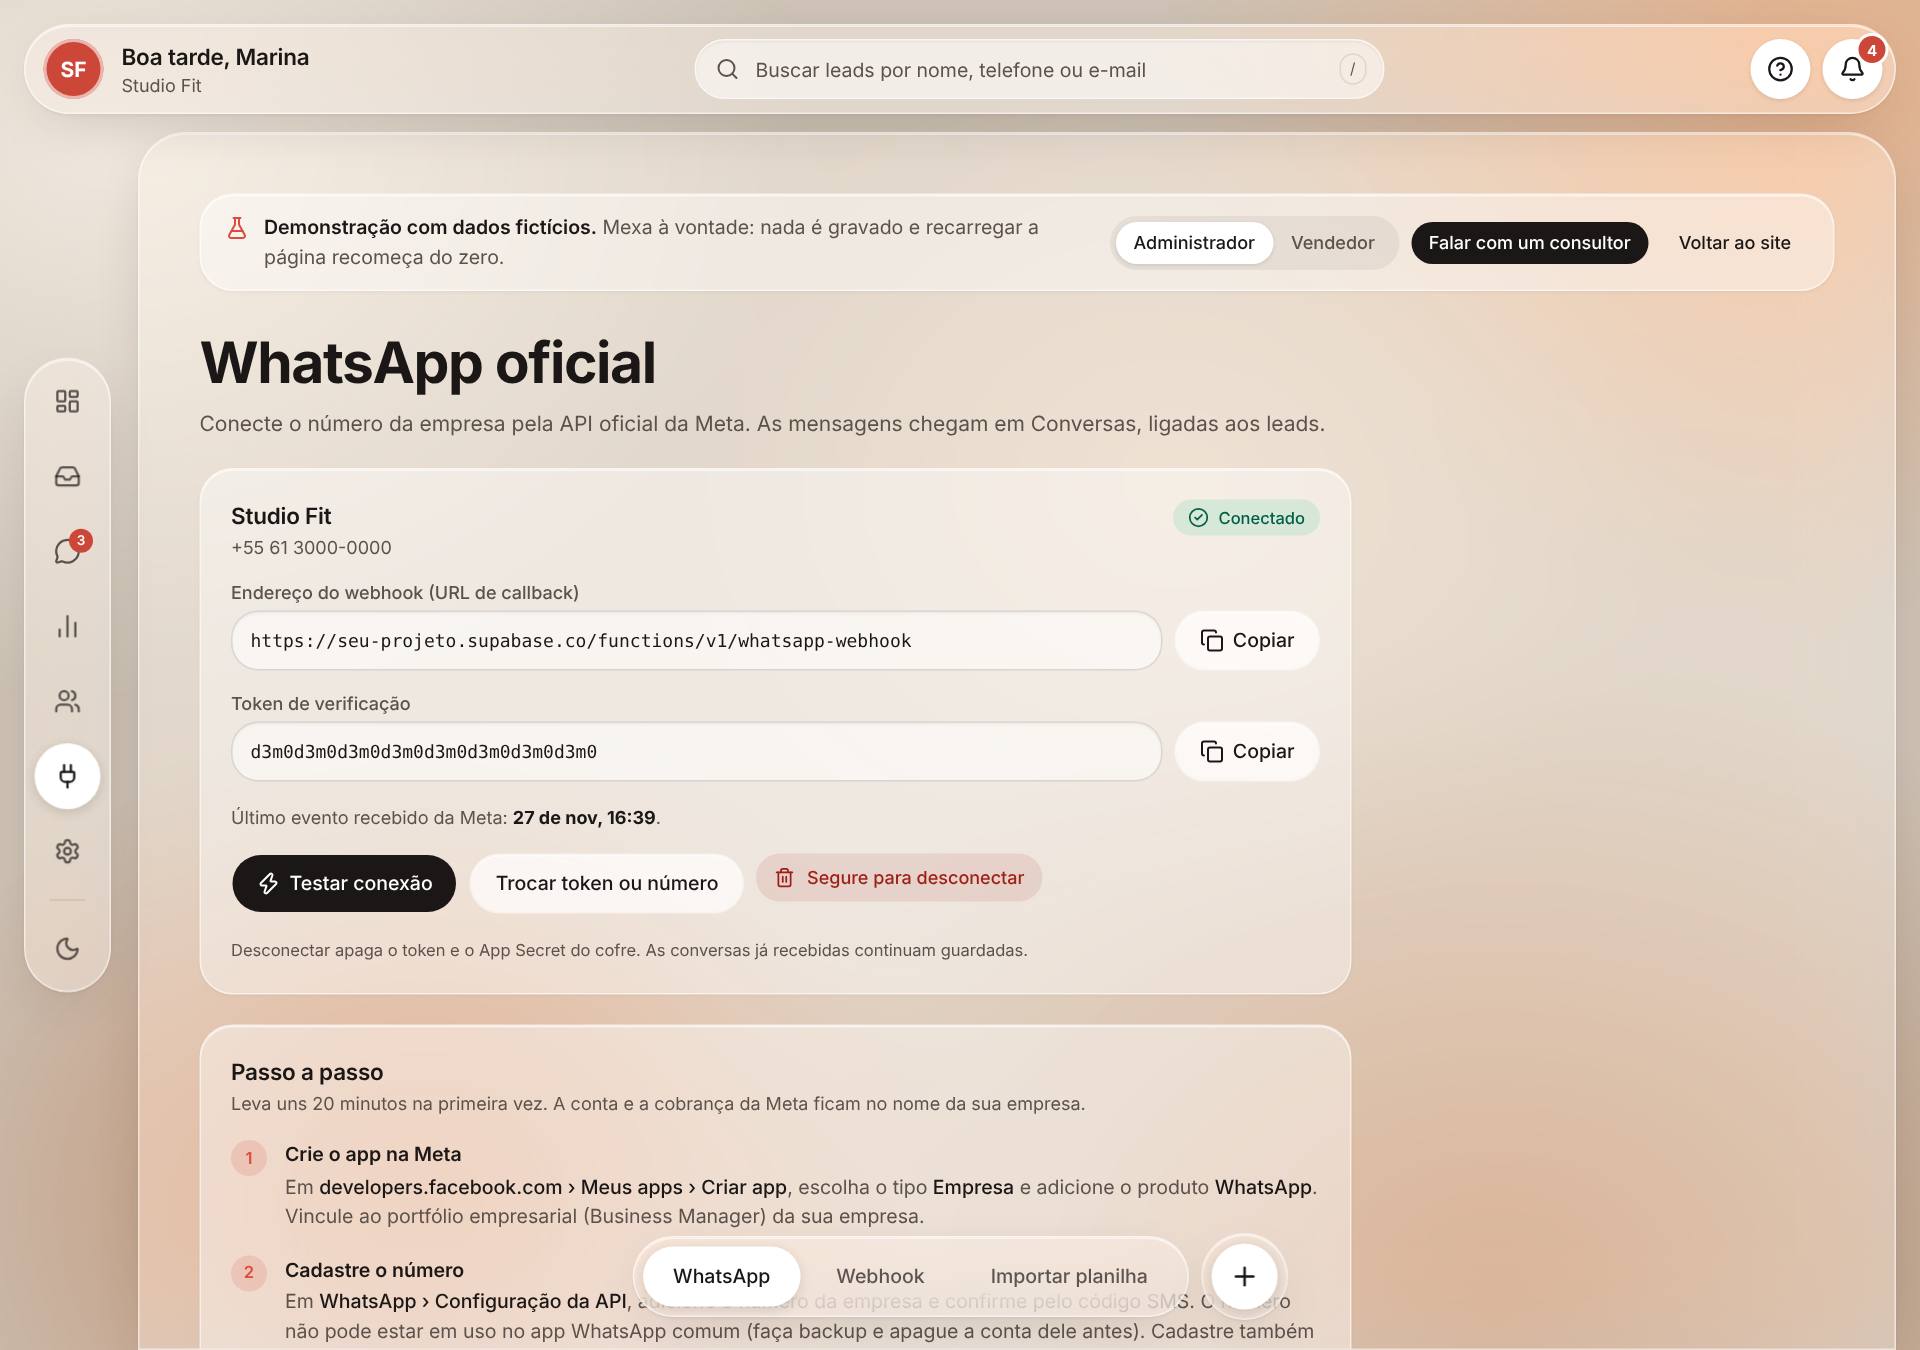 SF
Boa tarde, Marina
Studio Fit
Buscar leads por nome, telefone ou e-mail
/
4
Demonstração com dados fictícios. Mexa à vontade: nada é gravado e recarregar a
página recomeça do zero.
Administrador
Vendedor
Falar com um consultor
Voltar ao site
WhatsApp oficial
Conecte o número da empresa pela API oficial da Meta. As mensagens chegam em Conversas, ligadas aos leads.
3
Studio Fit
Conectado
+55 61 3000-0000
Endereço do webhook (URL de callback)
https://seu-projeto.supabase.co/functions/v1/whatsapp-webhook
Copiar
Token de verificação
d3m0d3m0d3m0d3m0d3m0d3m0d3m0d3m0
Copiar
Último evento recebido da Meta: 27 de nov, 16:39.
Testar conexão
Trocar token ou número
Segure para desconectar
Desconectar apaga o token e o App Secret do cofre. As conversas já recebidas continuam guardadas.
Passo a passo
Leva uns 20 minutos na primeira vez. A conta e a cobrança da Meta ficam no nome da sua empresa.
1
Crie o app na Meta
Em developers.facebook.com › Meus apps › Criar app, escolha o tipo Empresa e adicione o produto WhatsApp.
Vincule ao portfólio empresarial (Business Manager) da sua empresa.
2
Cadastre o número
Em WhatsApp › Configuração da API, da empresa e confirme pelo código SMS. O
não pode estar em uso no app WhatsApp comum (faça backup e apague a conta dele antes). Cadastre também
WhatsApp
Webhook
Importar planilha